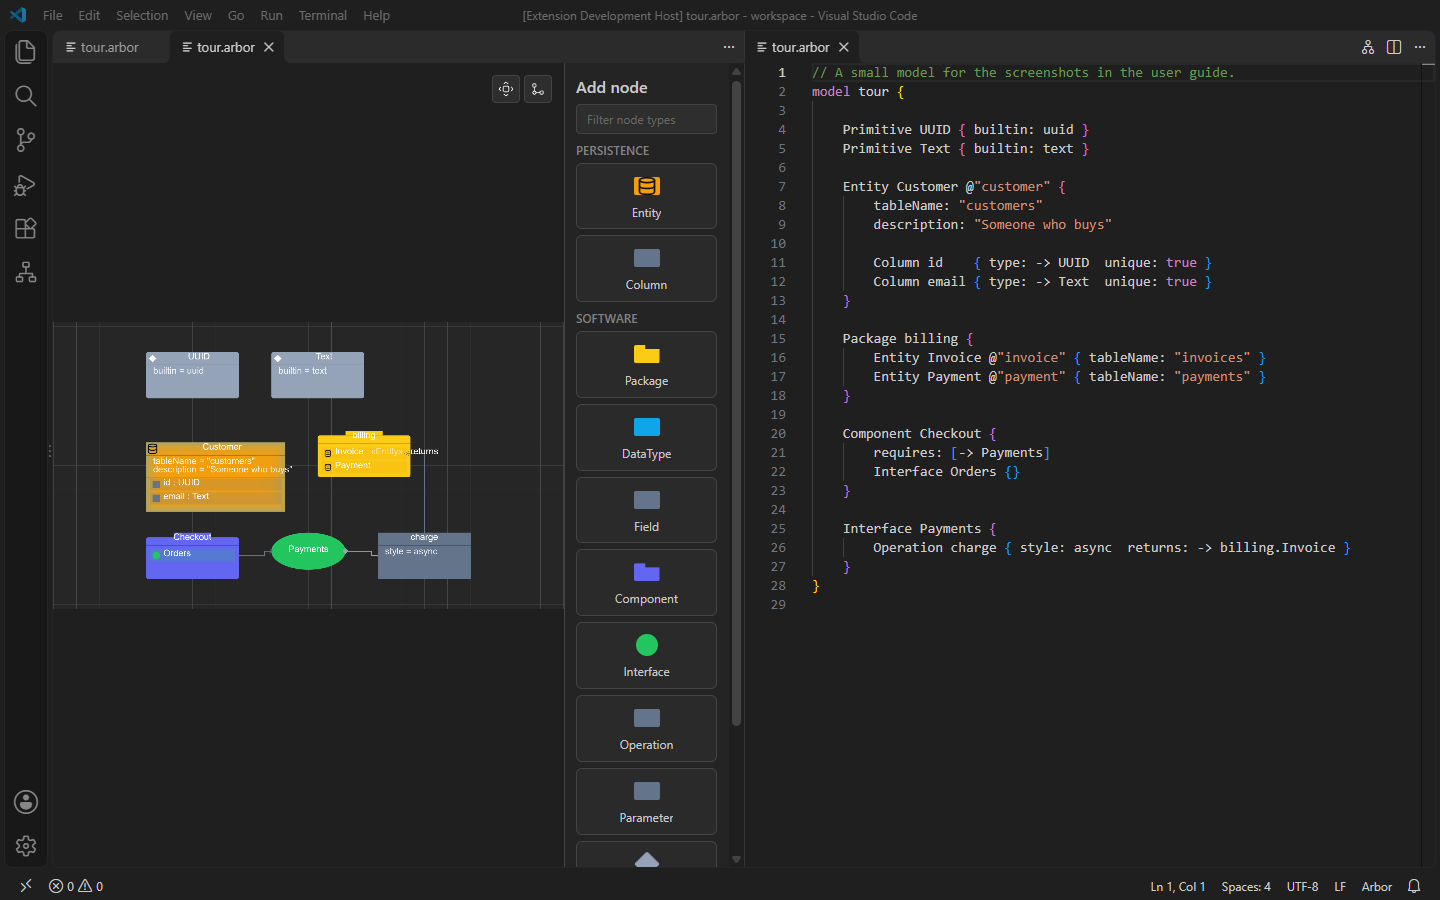 File Edit Selection View Go Run Terminal Help
[Extension Development Host] tour.arbor - workspace - Visual Studio Code
tour.arbor
tour.arbor
UUID
builtin = uuid
Text
builtin = text
Customer
tableName = "customers"
description = "Someone who buys"
id : UUID
email : Text
billing
Invoice «Entity» returns
Payment
Checkout
Orders
Payments
charge
style = async
Add node
Filter node types
PERSISTENCE
Entity
Column
SOFTWARE
Package
DataType
Field
Component
Interface
Operation
Parameter
tour.arbor
1 // A small model for the screenshots in the user guide.
2 model tour {
3
4 Primitive UUID { builtin: uuid }
5 Primitive Text { builtin: text }
6
7 Entity Customer @"customer" {
8 tableName: "customers"
9 description: "Someone who buys"
10
11 Column id { type: -> UUID unique: true }
12 Column email { type: -> Text unique: true }
13 }
14
15 Package billing {
16 Entity Invoice @"invoice" { tableName: "invoices" }
17 Entity Payment @"payment" { tableName: "payments" }
18 }
19
20 Component Checkout {
21 requires: [-> Payments]
22 Interface Orders {}
23 }
24
25 Interface Payments {
26 Operation charge { style: async returns: -> billing.Invoice }
27 }
28 }
29
0 0
Ln 1, Col 1 Spaces: 4 UTF-8 LF Arbor